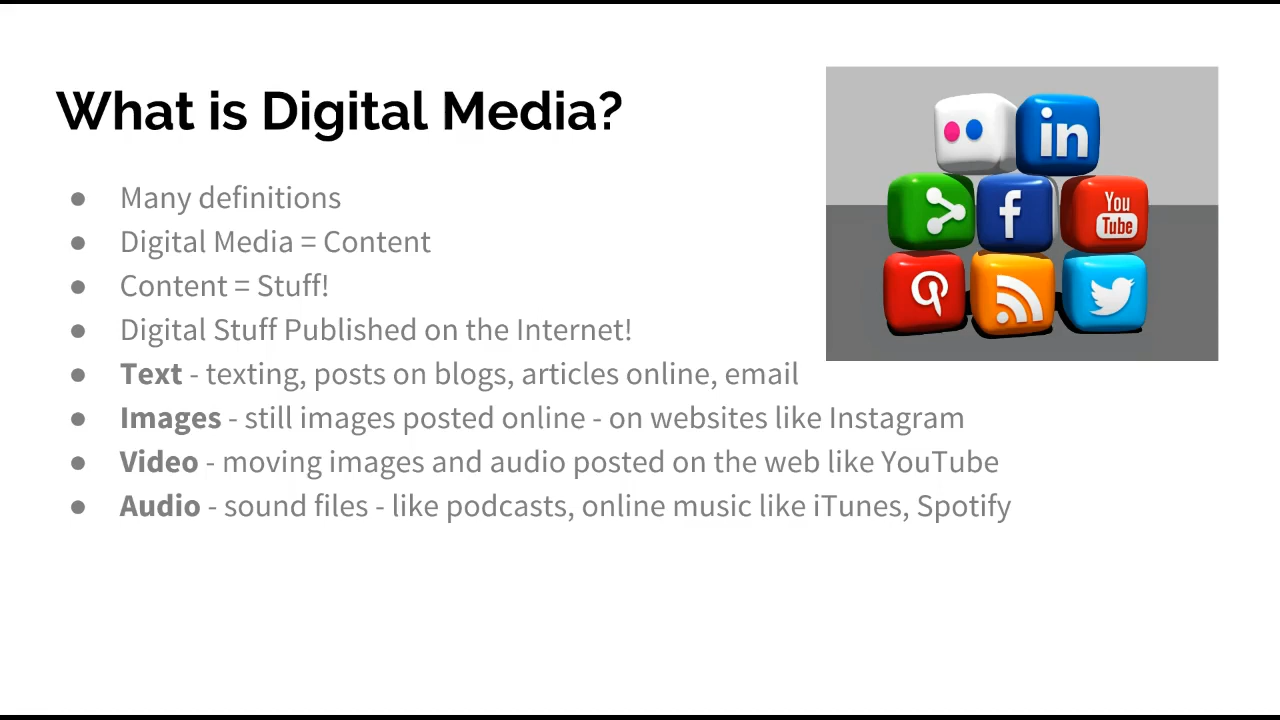 What is Digital Media?
● Many definitions
● Digital Media = Content
● Content = Stuff!
● Digital Stuff Published on the Internet!
● Text - texting, posts on blogs, articles online, email
● Images - still images posted online - on websites like Instagram
● Video - moving images and audio posted on the web like YouTube
● Audio - sound files - like podcasts, online music like iTunes, Spotify
in
f
You
Tube